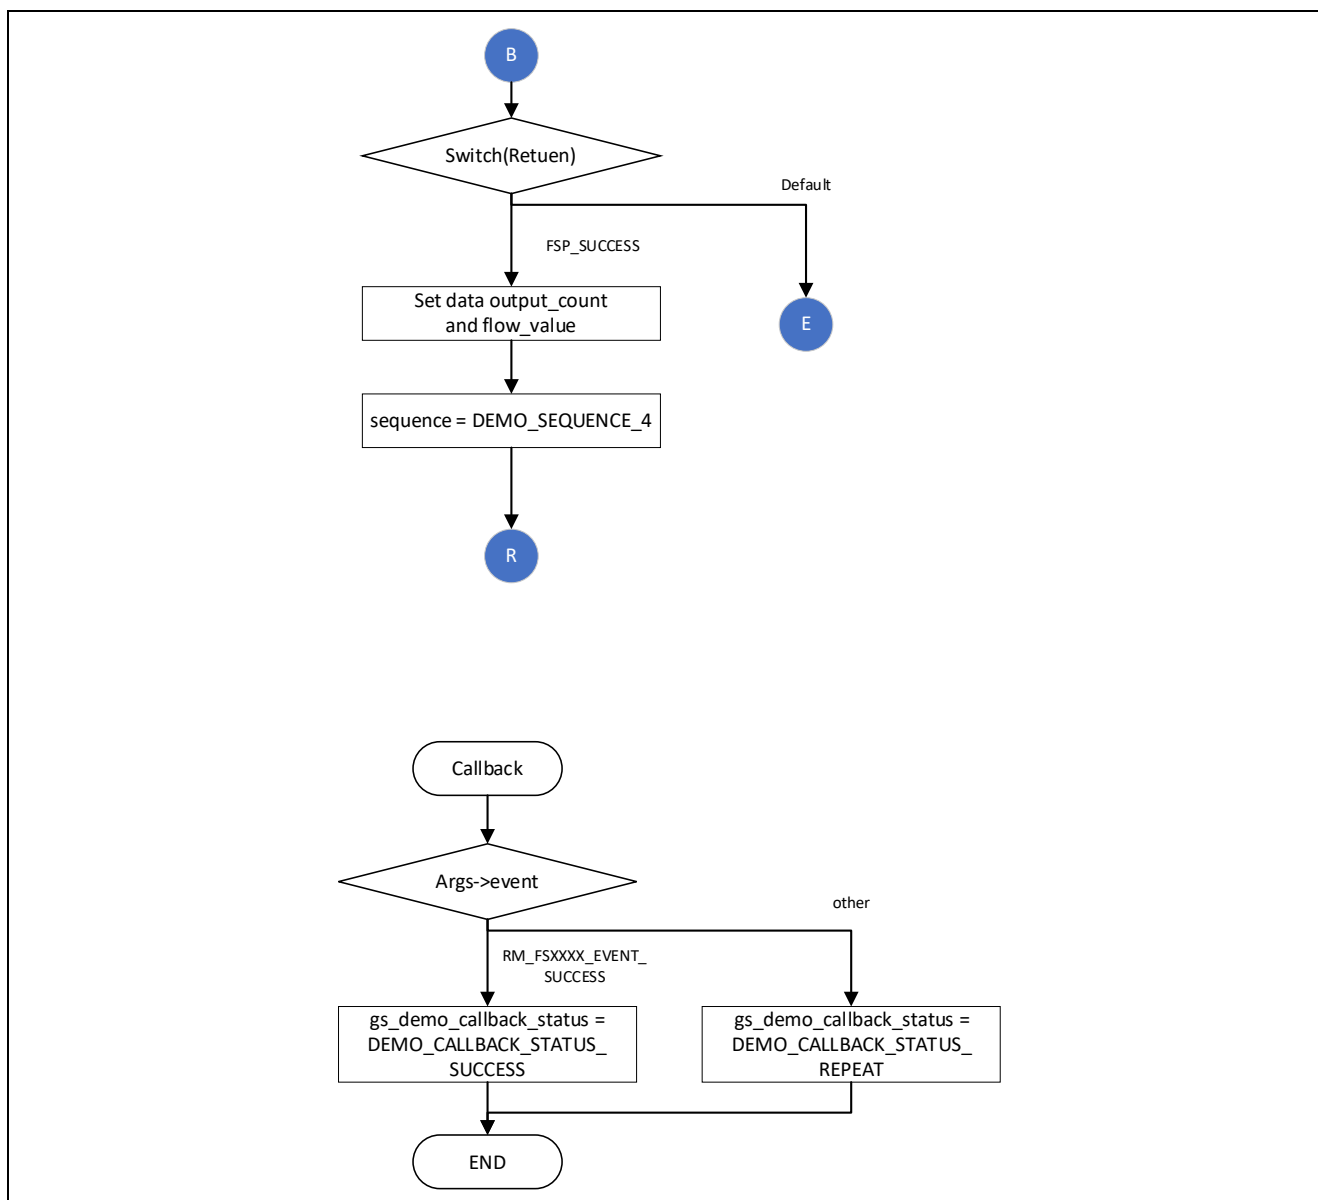 B
Switch(Retuen)
Default
FSP_SUCCESS
Set data output_count
and flow_value
E
sequence = DEMO_SEQUENCE_4
R
Callback
Args->event
other
RM_FSXXXX_EVENT_
SUCCESS
gs_demo_callback_status =
DEMO_CALLBACK_STATUS_
SUCCESS
gs_demo_callback_status =
DEMO_CALLBACK_STATUS_
REPEAT
END